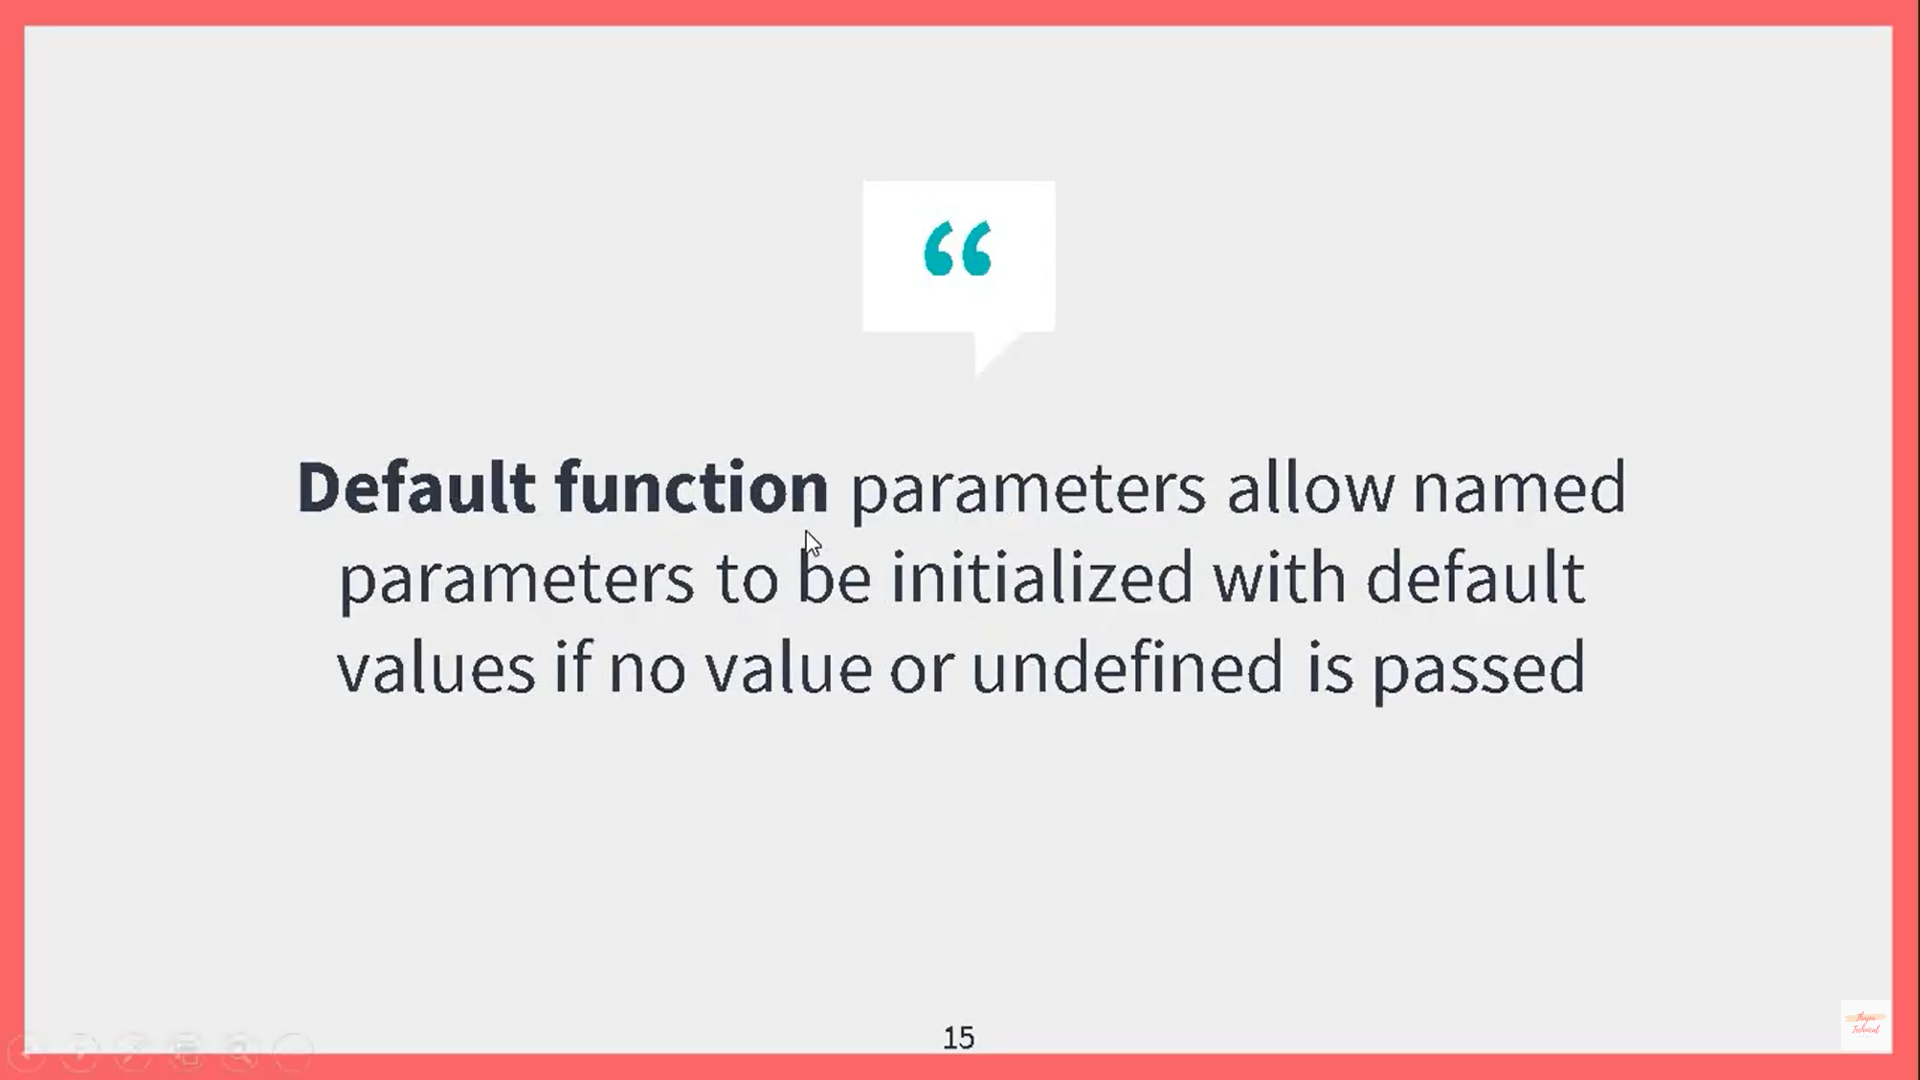 “
Default function parameters allow named
parameters to be initialized with default
values if no value or undefined is passed
15
Technical